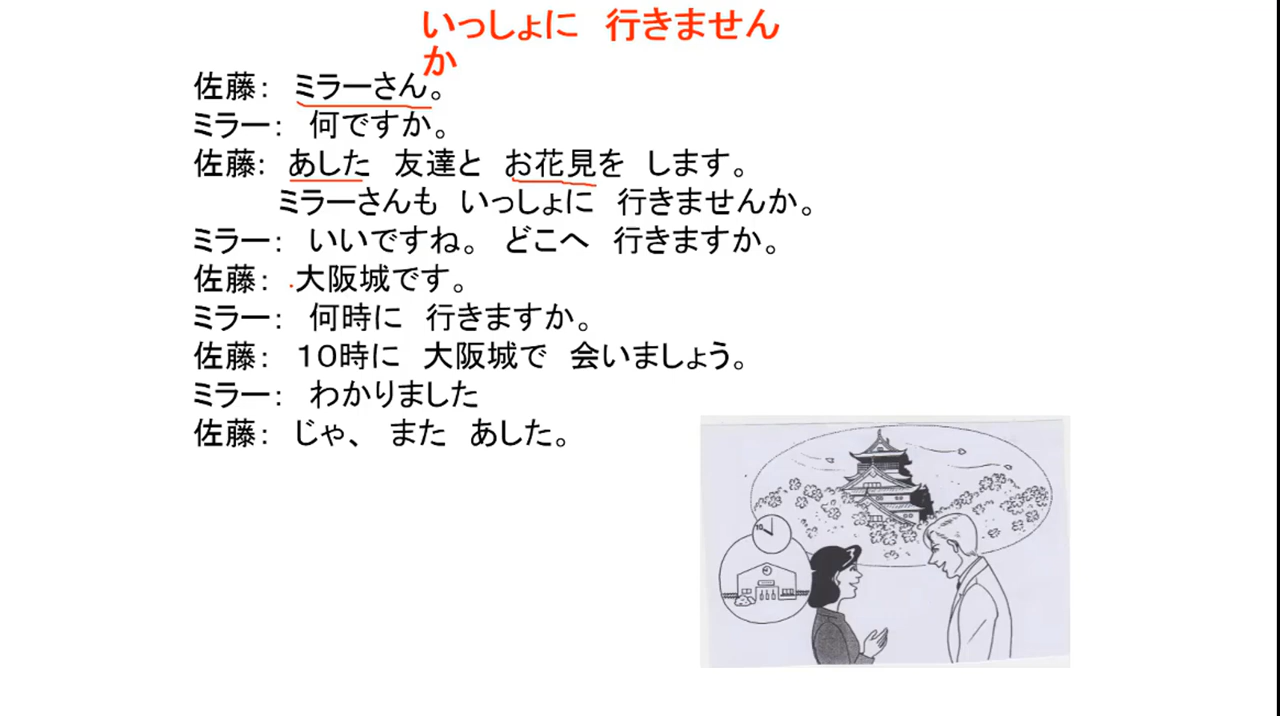 いっしょに　行きません
か
佐藤：　ミラーさん。
ミラー：　何ですか。
佐藤：　あした　友達と　お花見を　します。
ミラーさんも　いっしょに　行きませんか。
ミラー：　いいですね。　どこへ　行きますか。
佐藤：　大阪城です。
ミラー：　何時に　行きますか。
佐藤：　１０時に　大阪城で　会いましょう。
ミラー：　わかりました
佐藤：　じゃ、　また　あした。